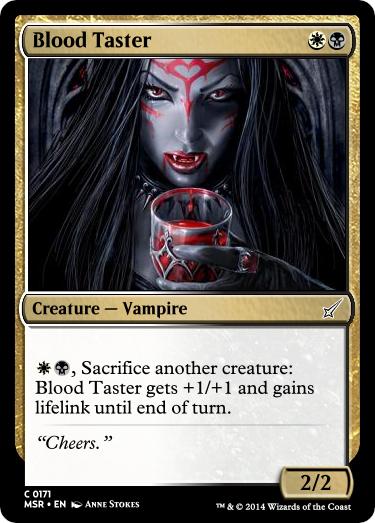 Blood Taster
Creature — Vampire
, Sacrifice another creature:
Blood Taster gets +1/+1 and gains
lifelink until end of turn.
“Cheers.”
2/2
C 0171
MSR • EN Anne Stokes
™ & © 2014 Wizards of the Coast